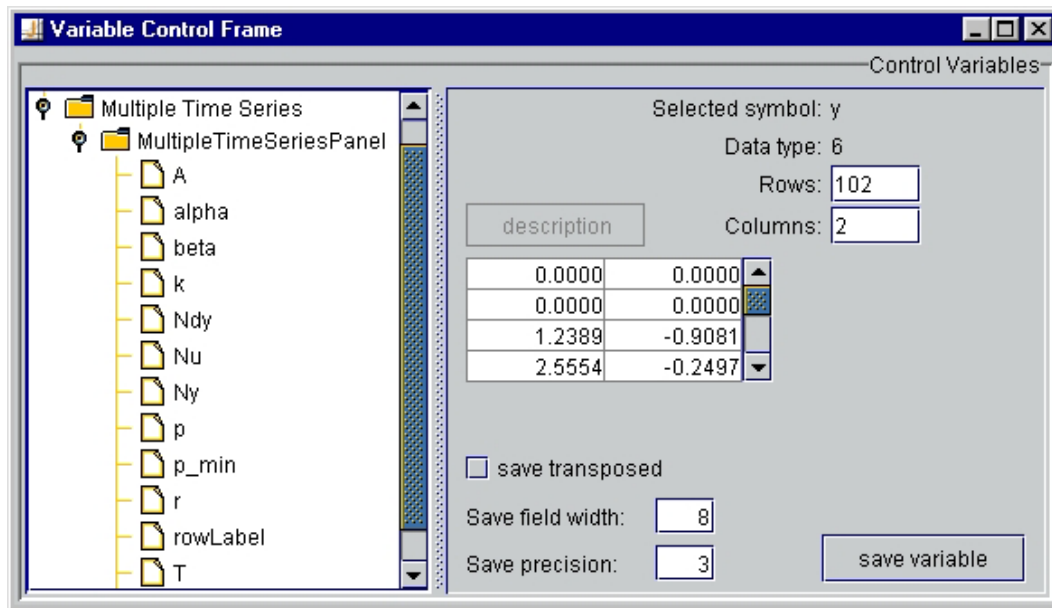 Variable Control Frame
Control Variables
Multiple Time Series
MultipleTimeSeriesPanel
A
alpha
beta
k
Ndy
Nu
Ny
p
p_min
r
rowLabel
T
Selected symbol: y
Data type: 6
Rows: 102
description
Columns: 2
0.0000 0.0000
0.0000 0.0000
1.2389 -0.9081
2.5554 -0.2497
save transposed
Save field width: 8
Save precision: 3
save variable